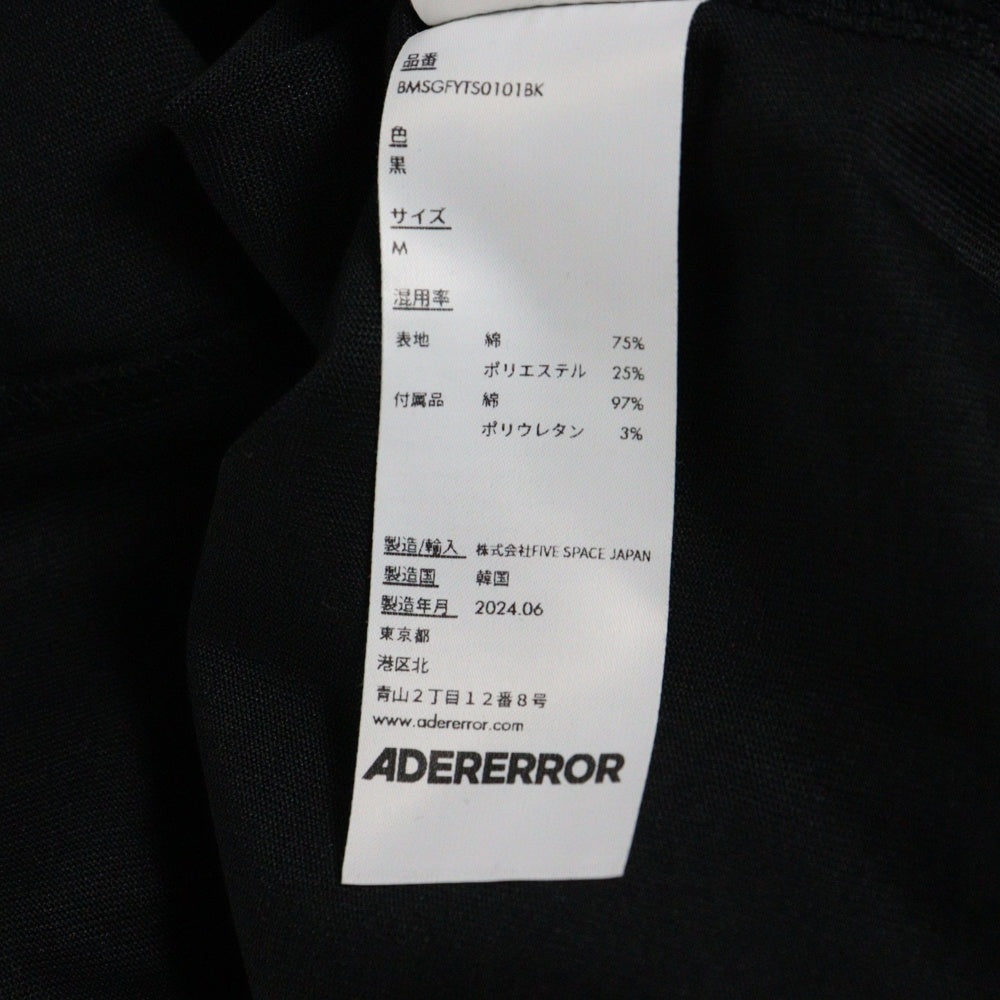 品番
BMSGFYTS0101BK
色
黒
サイズ
M
混用率
表地 綿 75%
ポリエステル 25%
付属品 綿 97%
ポリウレタン 3%
製造/輸入 株式会社FIVE SPACE JAPAN
製造国 韓国
製造年月 2024.06
東京都
港区北
青山2丁目12番8号
www.adererror.com
ADERERROR